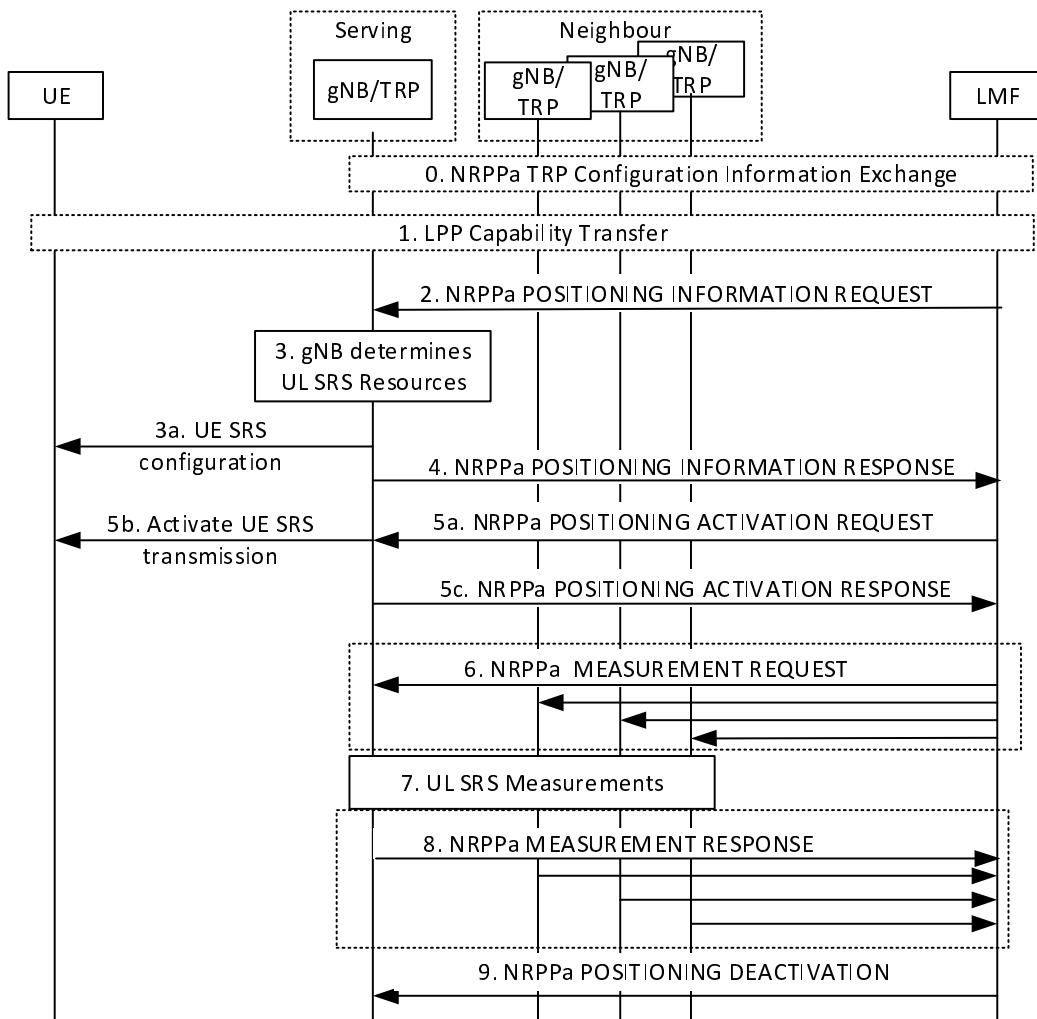 Serving
Neighbour
UE
gNB/TRP
gNB/
TRP
gNB/
TRP
gNB/
TRP
LMF
0. NRPPa TRP Configuration Information Exchange
1. LPP Capability Transfer
2. NRPPa POSITIONING INFORMATION REQUEST
3. gNB determines
UL SRS Resources
3a. UE SRS
configuration
4. NRPPa POSITIONING INFORMATION RESPONSE
5b. Activate UE SRS
transmission
5a. NRPPa POSITIONING ACTIVATION REQUEST
5c. NRPPa POSITIONING ACTIVATION RESPONSE
6. NRPPa  MEASUREMENT REQUEST
7. UL SRS Measurements
8. NRPPa MEASUREMENT RESPONSE
9. NRPPa POSITIONING DEACTIVATION